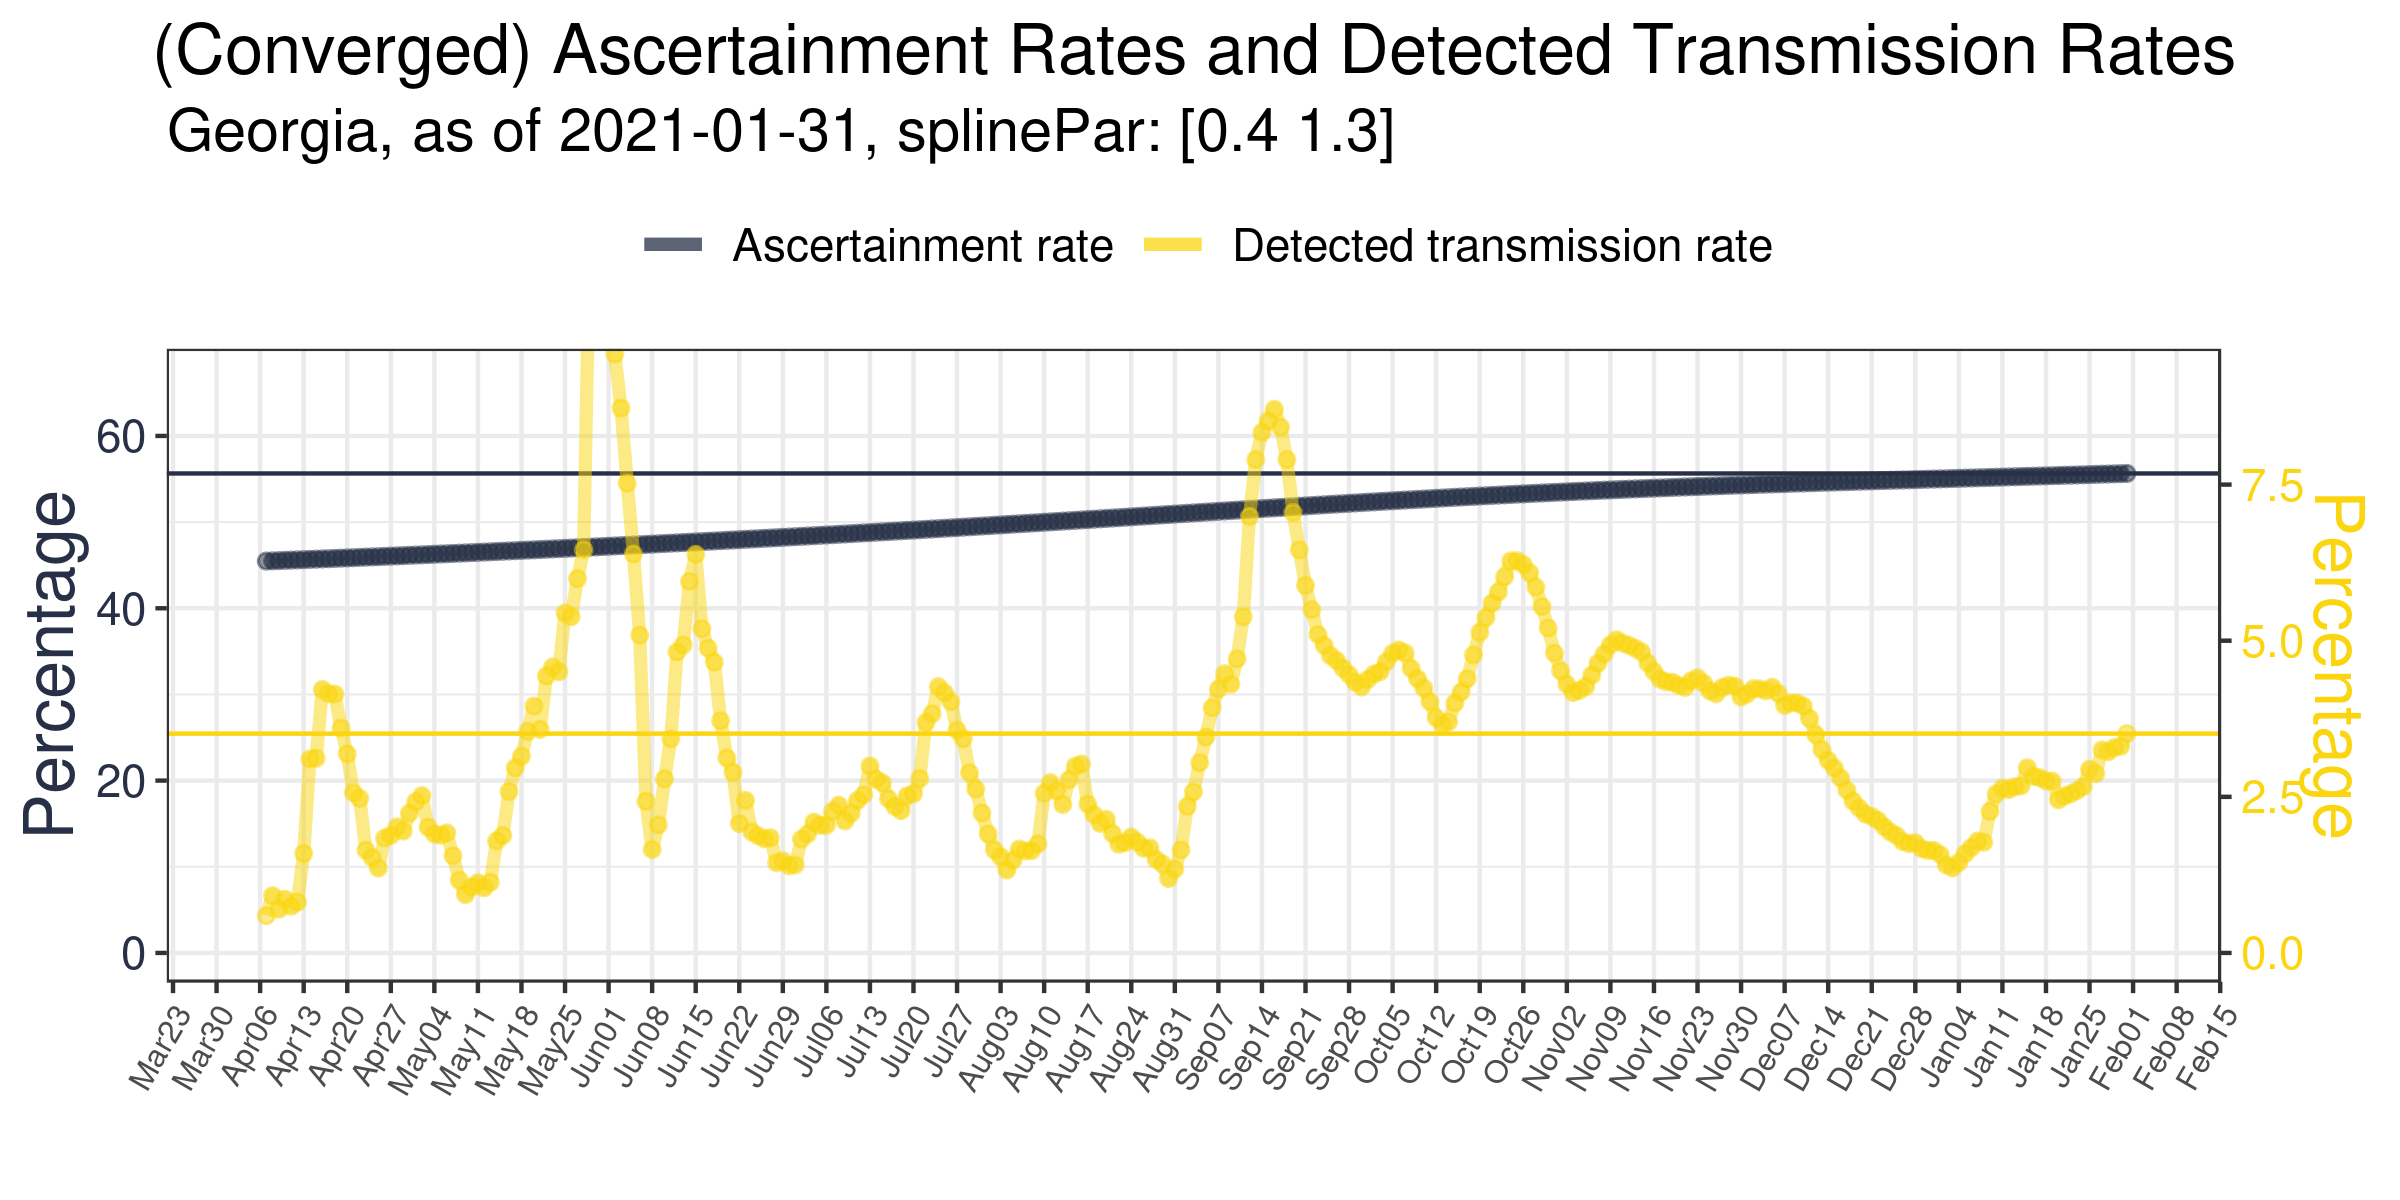 (Converged) Ascertainment Rates and Detected Transmission Rates
Georgia, as of 2021-01-31, splinePar: [0.4 1.3]
Ascertainment rate
Detected transmission rate
Percentage
60
40
20
0
7.5
5.0
2.5
0.0
Percentage
Mar23
Mar30
Apr06
Apr13
Apr20
Apr27
May04
May11
May18
May25
Jun01
Jun08
Jun15
Jun22
Jun29
Jul06
Jul13
Jul20
Jul27
Aug03
Aug10
Aug17
Aug24
Aug31
Sep07
Sep14
Sep21
Sep28
Oct05
Oct12
Oct19
Oct26
Nov02
Nov09
Nov16
Nov23
Nov30
Dec07
Dec14
Dec21
Dec28
Jan04
Jan11
Jan18
Jan25
Feb01
Feb08
Feb15